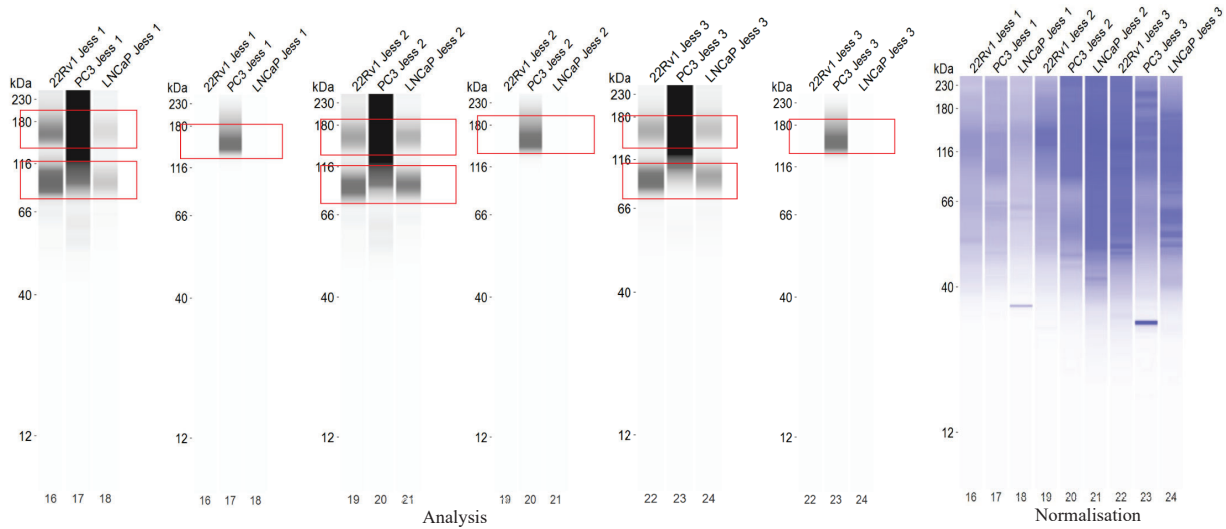 22Rv1 Jess 1
PC3 Jess 1
LNCaP Jess 1
kDa
230
180
116
66
40
12
16 17 18
22Rv1 Jess 1
PC3 Jess 1
LNCaP Jess 1
kDa
230
180
116
66
40
12
16 17 18
22Rv1 Jess 2
PC3 Jess 2
LNCaP Jess 2
kDa
230
180
116
66
40
12
19 20 21
22Rv1 Jess 2
PC3 Jess 2
LNCaP Jess 2
kDa
230
180
116
66
40
12
19 20 21
22Rv1 Jess 3
PC3 Jess 3
LNCaP Jess 3
kDa
230
180
116
66
40
12
22 23 24
22Rv1 Jess 3
PC3 Jess 3
LNCaP Jess 3
kDa
230
180
116
66
40
12
22 23 24
Analysis
22Rv1 Jess 1
PC3 Jess 1
LNCaP Jess 1
22Rv1 Jess 2
PC3 Jess 2
LNCaP Jess 2
22Rv1 Jess 3
PC3 Jess 3
LNCaP Jess 3
kDa
230
180
116
66
40
12
16 17 18 19 20 21 22 23 24
Normalisation